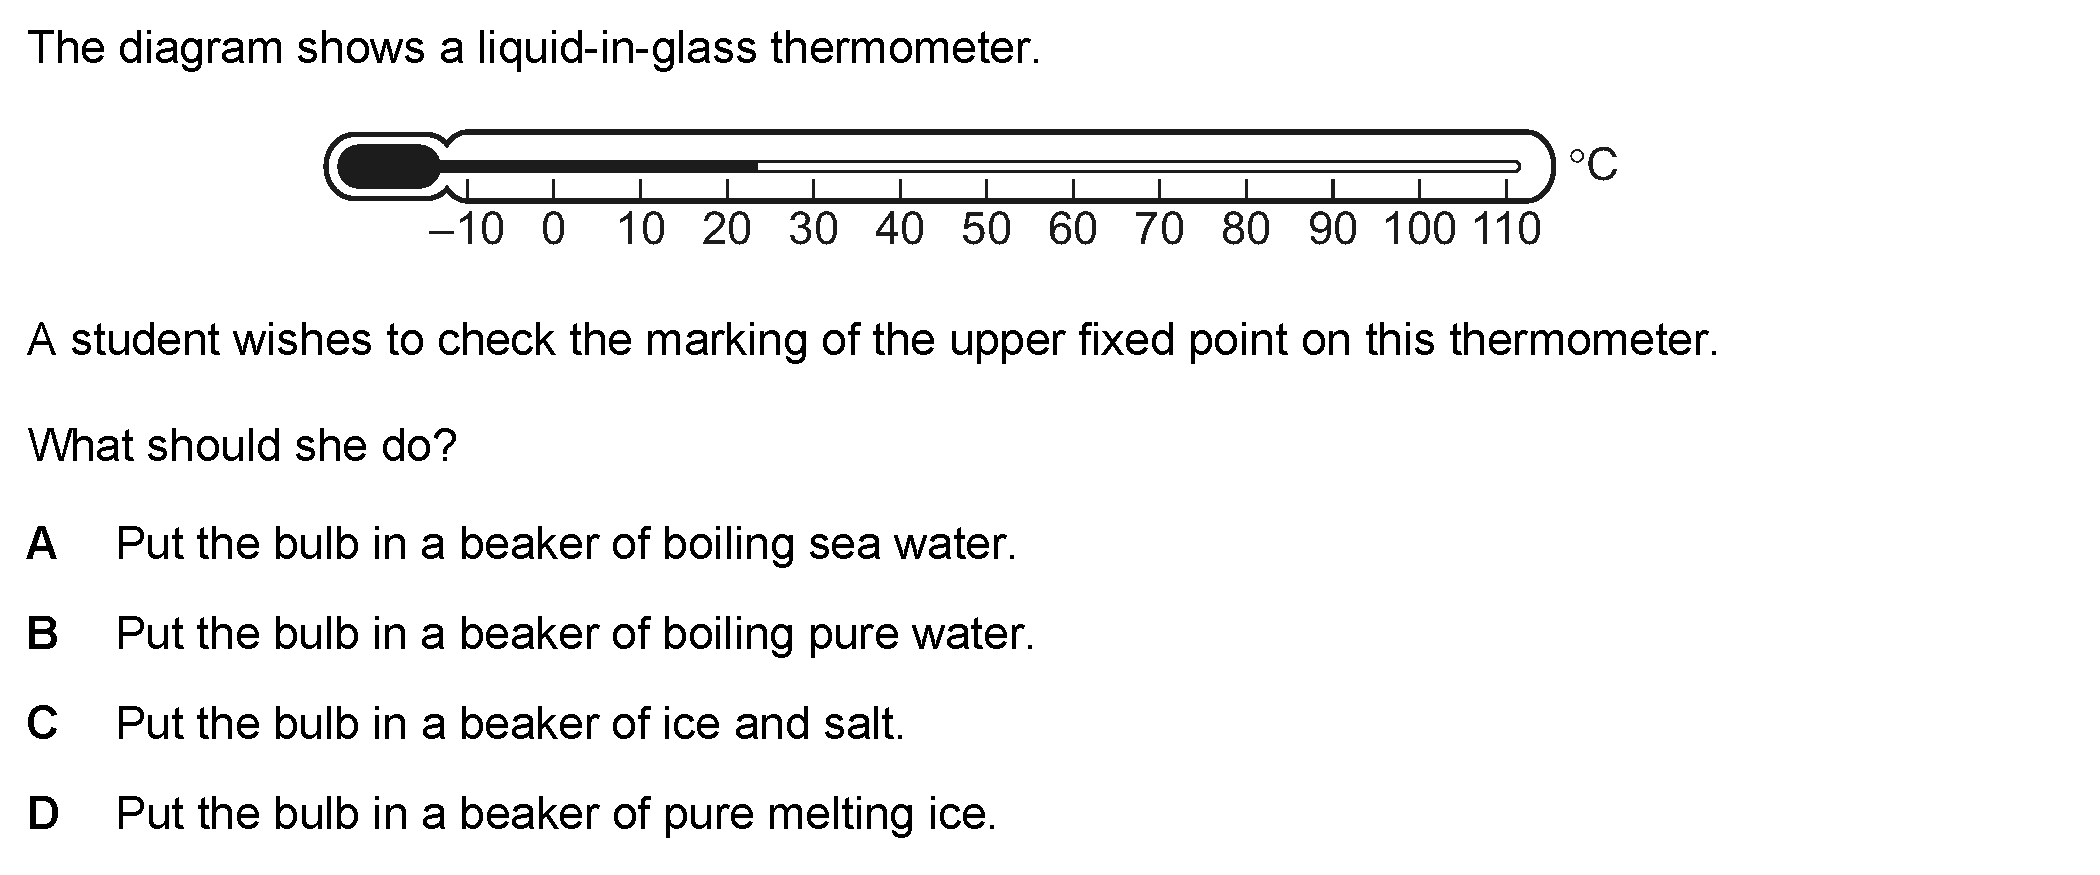 The diagram shows a liquid-in-glass thermometer.
°C
–10 0 10 20 30 40 50 60 70 80 90 100 110
A student wishes to check the marking of the upper fixed point on this thermometer.
What should she do?
A Put the bulb in a beaker of boiling sea water.
B Put the bulb in a beaker of boiling pure water.
C Put the bulb in a beaker of ice and salt.
D Put the bulb in a beaker of pure melting ice.